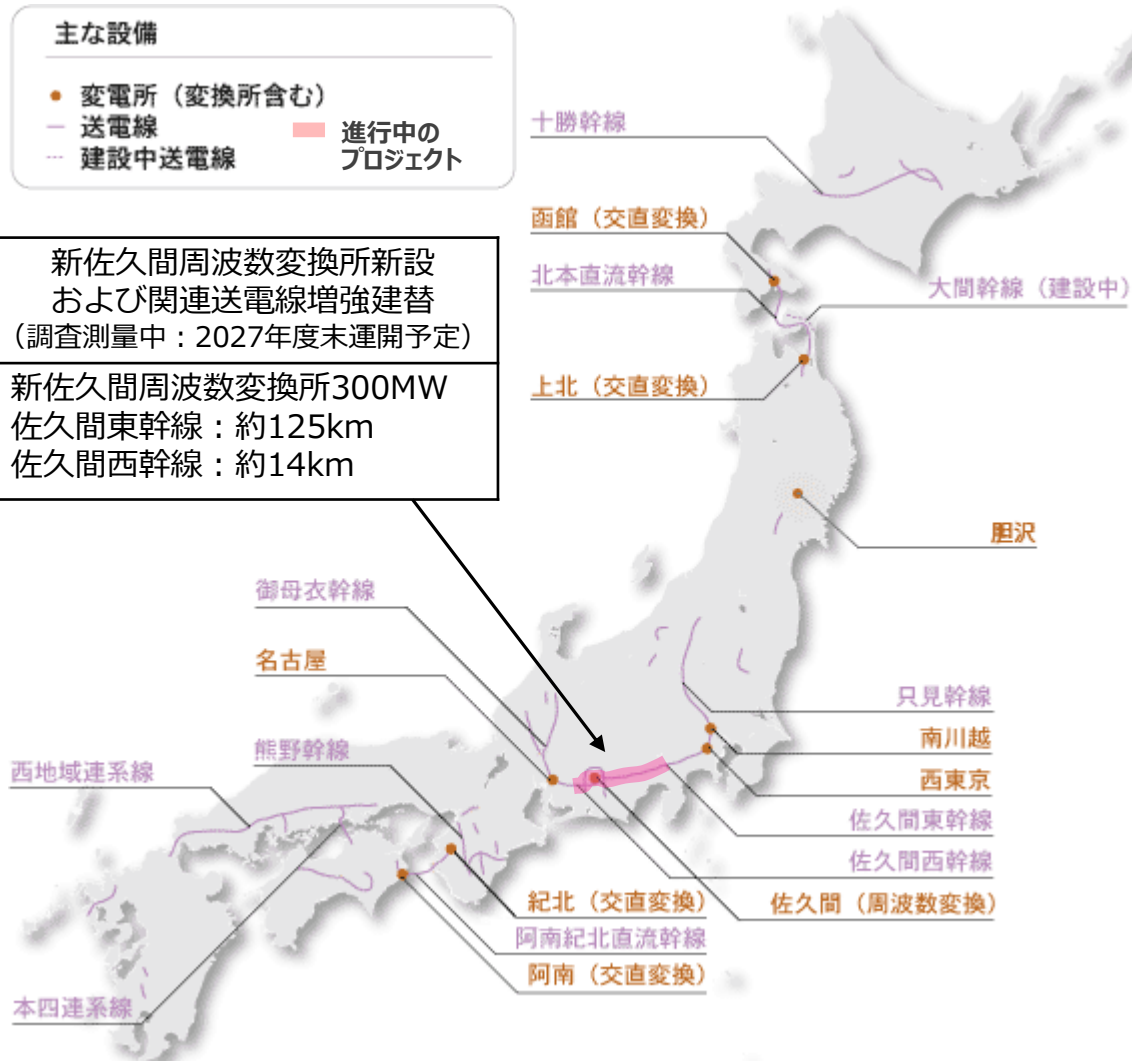 主な設備
変電所（変換所含む）
送電線
建設中送電線
進行中の
プロジェクト
新佐久間周波数変換所新設
および関連送電線増強建替
（調査測量中：2027年度末運開予定）
新佐久間周波数変換所300MW
佐久間東幹線：約125km
佐久間西幹線：約14km
十勝幹線
函館（交直変換）
北本直流幹線
大間幹線（建設中）
上北（交直変換）
胆沢
御母衣幹線
名古屋
熊野幹線
西地域連系線
只見幹線
南川越
西東京
佐久間東幹線
佐久間西幹線
佐久間（周波数変換）
紀北（交直変換）
阿南紀北直流幹線
阿南（交直変換）
本四連系線